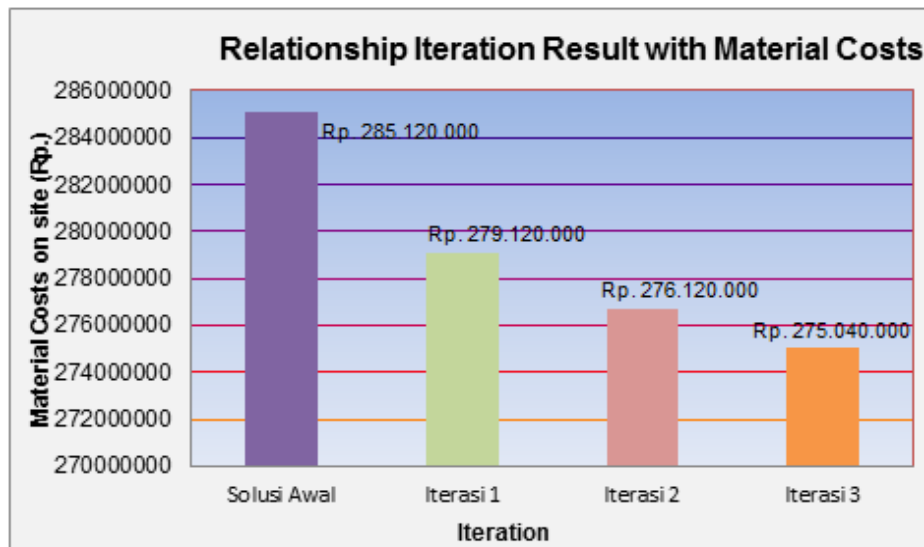 Relationship Iteration Result with Material Costs
Material Costs on site (Rp.)
286000000
284000000
282000000
280000000
278000000
276000000
274000000
272000000
270000000
Rp. 285.120.000
Rp. 279.120.000
Rp. 276.120.000
Rp. 275.040.000
Solusi Awal
Iterasi 1
Iterasi 2
Iterasi 3
Iteration